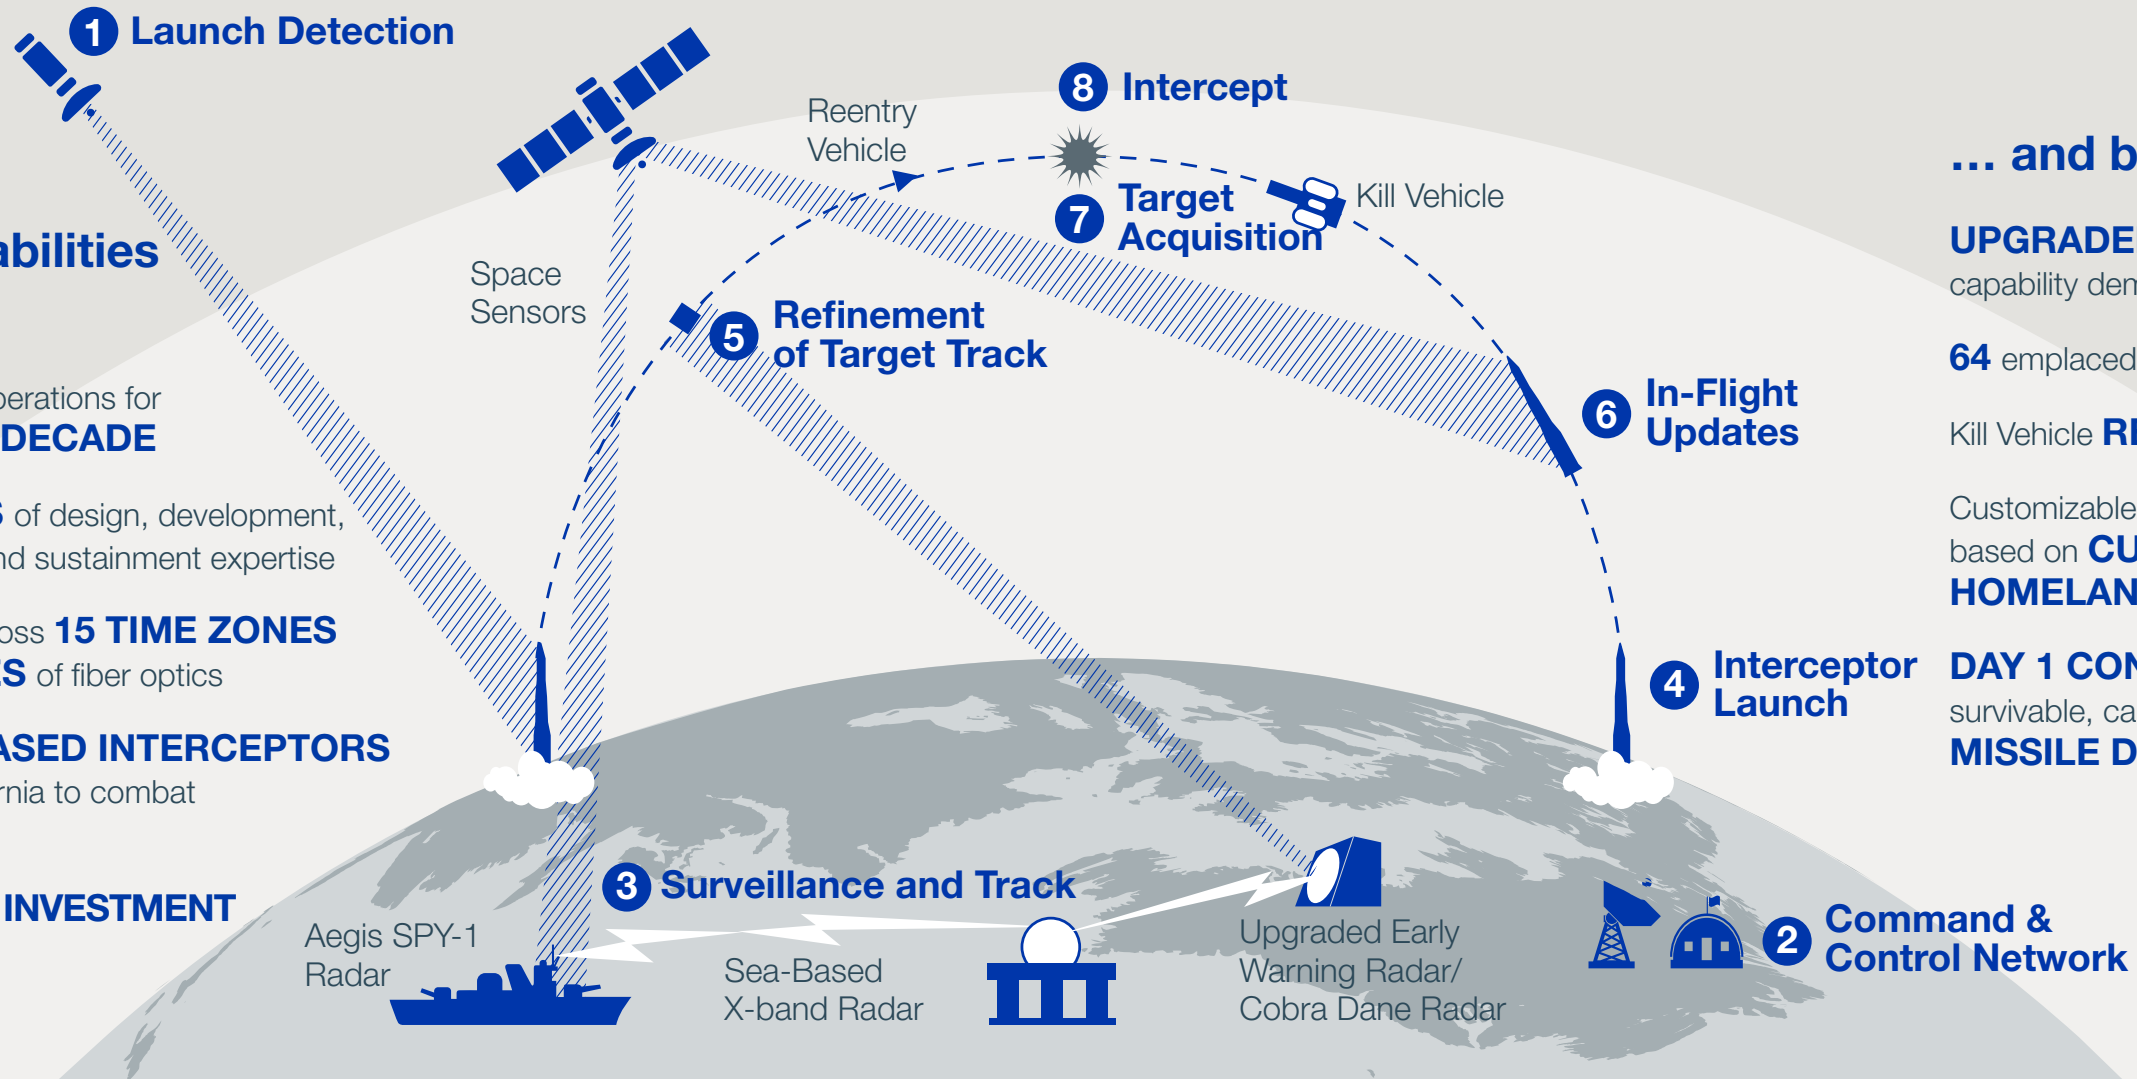 1 Launch Detection
abilities
perations for
DECADE
S of design, development,
nd sustainment expertise
oss 15 TIME ZONES
ES of fiber optics
ASED INTERCEPTORS
rnia to combat
INVESTMENT
Space
Sensors
Reentry
Vehicle
8 Intercept
7 Target
Acquisition
Kill Vehicle
5 Refinement
of Target Track
6 In-Flight
Updates
4 Interceptor
Launch
3 Surveillance and Track
Aegis SPY-1
Radar
Sea-Based
X-band Radar
Upgraded Early
Warning Radar/
Cobra Dane Radar
2 Command &
Control Network
... and b
UPGRADE
capability dem
64 emplaced
Kill Vehicle RE
Customizable
based on CU
HOMELAN
DAY 1 CON
survivable, ca
MISSILE D